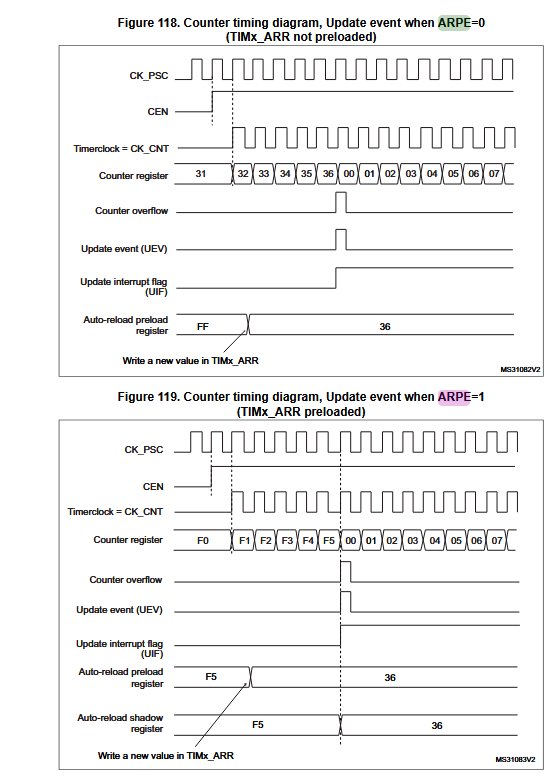 Figure 118. Counter timing diagram, Update event when ARPE=0
(TIMx_ARR not preloaded)
CK_PSC
CEN
Timerclock = CK_CNT
Counter register 31 32 33 34 35 36 00 01 02 03 04 05 06 07
Counter overflow
Update event (UEV)
Update interrupt flag
(UIF)
Auto-reload preload
register
FF 36
Write a new value in TIMx_ARR
MS31082V2
Figure 119. Counter timing diagram, Update event when ARPE=1
(TIMx_ARR preloaded)
CK_PSC
CEN
Timerclock = CK_CNT
Counter register F0 F1 F2 F3 F4 F5 00 01 02 03 04 05 06 07
Counter overflow
Update event (UEV)
Update interrupt flag
(UIF)
Auto-reload preload
register
F5 36
Auto-reload shadow
register
F5 36
Write a new value in TIMx_ARR
MS31083V2